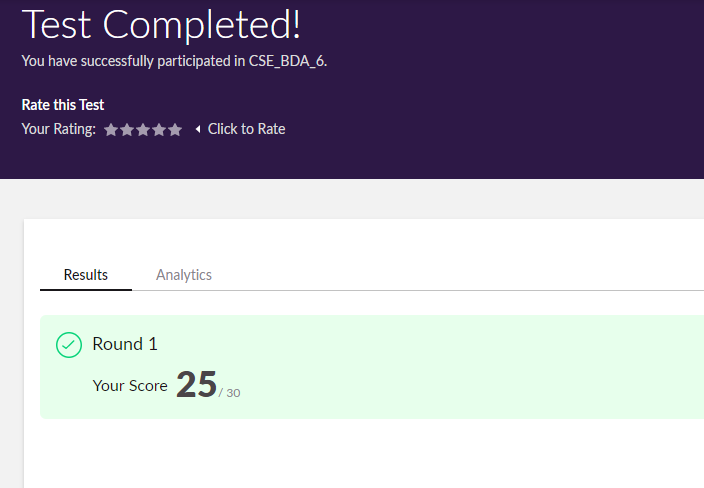 Test Completed!
You have successfully participated in CSE_BDA_6.
Rate this Test
Your Rating: Click to Rate
Results Analytics
Round 1
Your Score 25 / 30